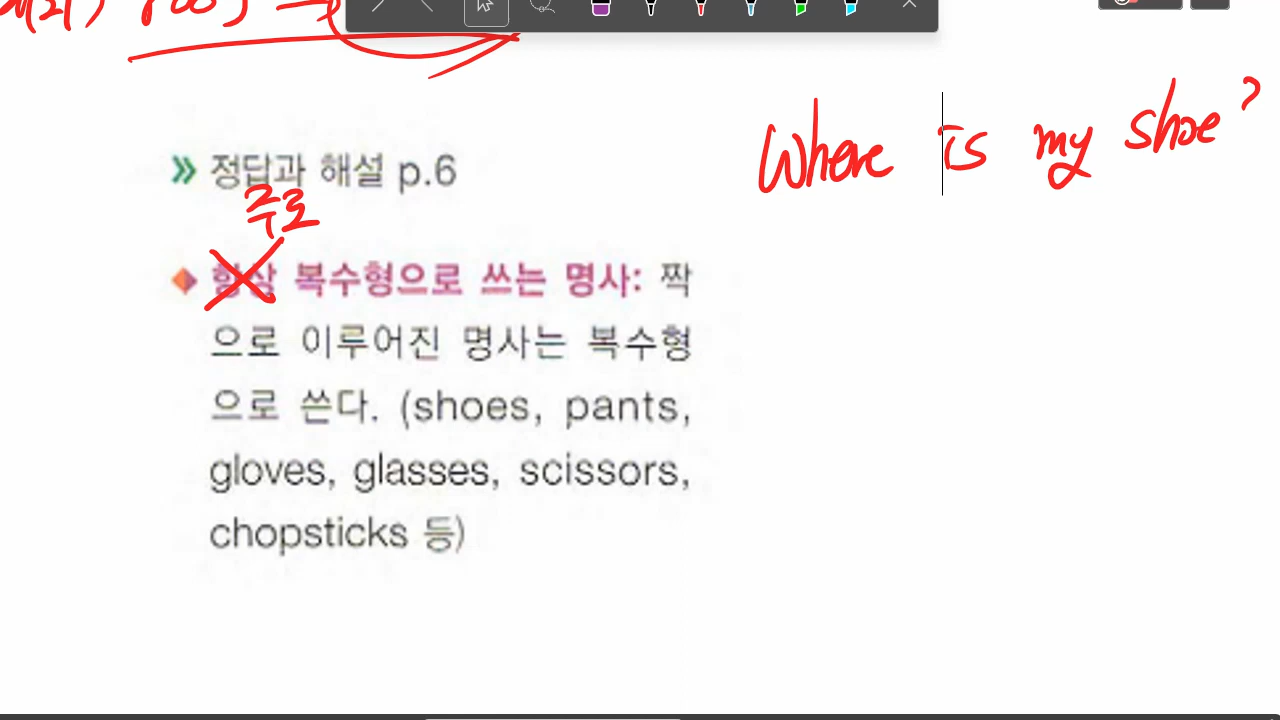 Where is my shoe?
정답과 해설 p.6
주로
항상 복수형으로 쓰는 명사: 짝
으로 이루어진 명사는 복수형
으로 쓴다. (shoes, pants,
gloves, glasses, scissors,
chopsticks 등)